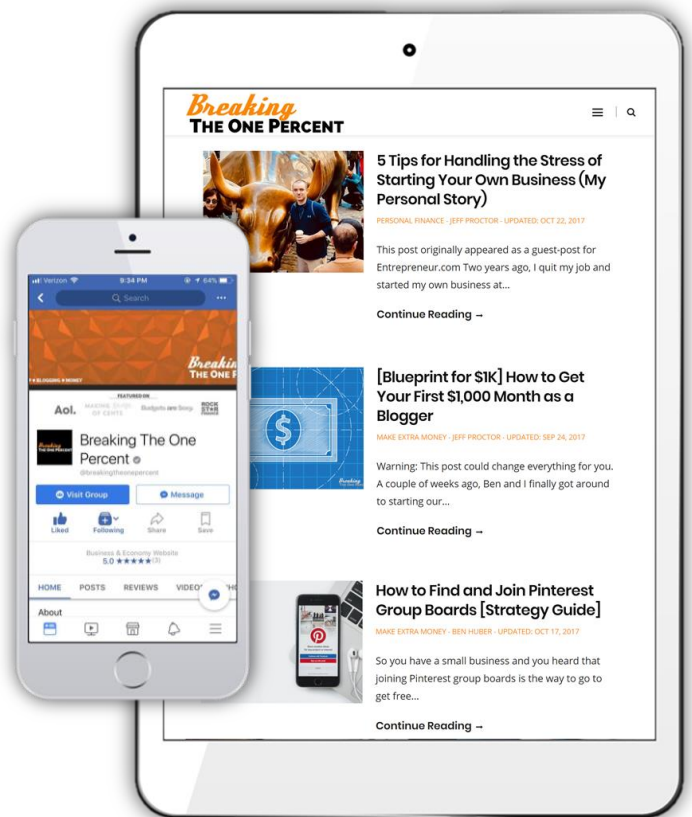 Breaking
THE ONE PERCENT
5 Tips for Handling the Stress of
Starting Your Own Business (My
Personal Story)
PERSONAL FINANCE - JEFF PROCTOR - UPDATED: OCT 22, 2017
This post originally appeared as a guest-post for
Entrepreneur.com Two years ago, I quit my job and
started my own business at...
Continue Reading →
[Blueprint for $1K] How to Get
Your First $1,000 Month as a
Blogger
MAKE EXTRA MONEY - JEFF PROCTOR - UPDATED: SEP 24, 2017
Warning: This post could change everything for you.
A couple of weeks ago, Ben and I finally got around
to starting our...
Continue Reading →
$
Breaking
How to Find and Join Pinterest
Group Boards [Strategy Guide]
MAKE EXTRA MONEY - BEN HUBER - UPDATED: OCT 17, 2017
So you have a small business and you heard that
joining Pinterest group boards is the way to go to
get free...
Continue Reading →
Verizon 9:34 PM 64%
Search
Breakin
THE ONE P
BLOGGING # MONEY
FEATURED ON
Aol. Budgets are Sexy ROCK
OF CENTS STAR
FINANCE
Breaking The One
Percent
@breakingtheonepercent
Visit Group Message
Liked Following Share Save
Business & Economy Website
5.0 ★★★★★ (3)
HOME POSTS REVIEWS VIDEO
About